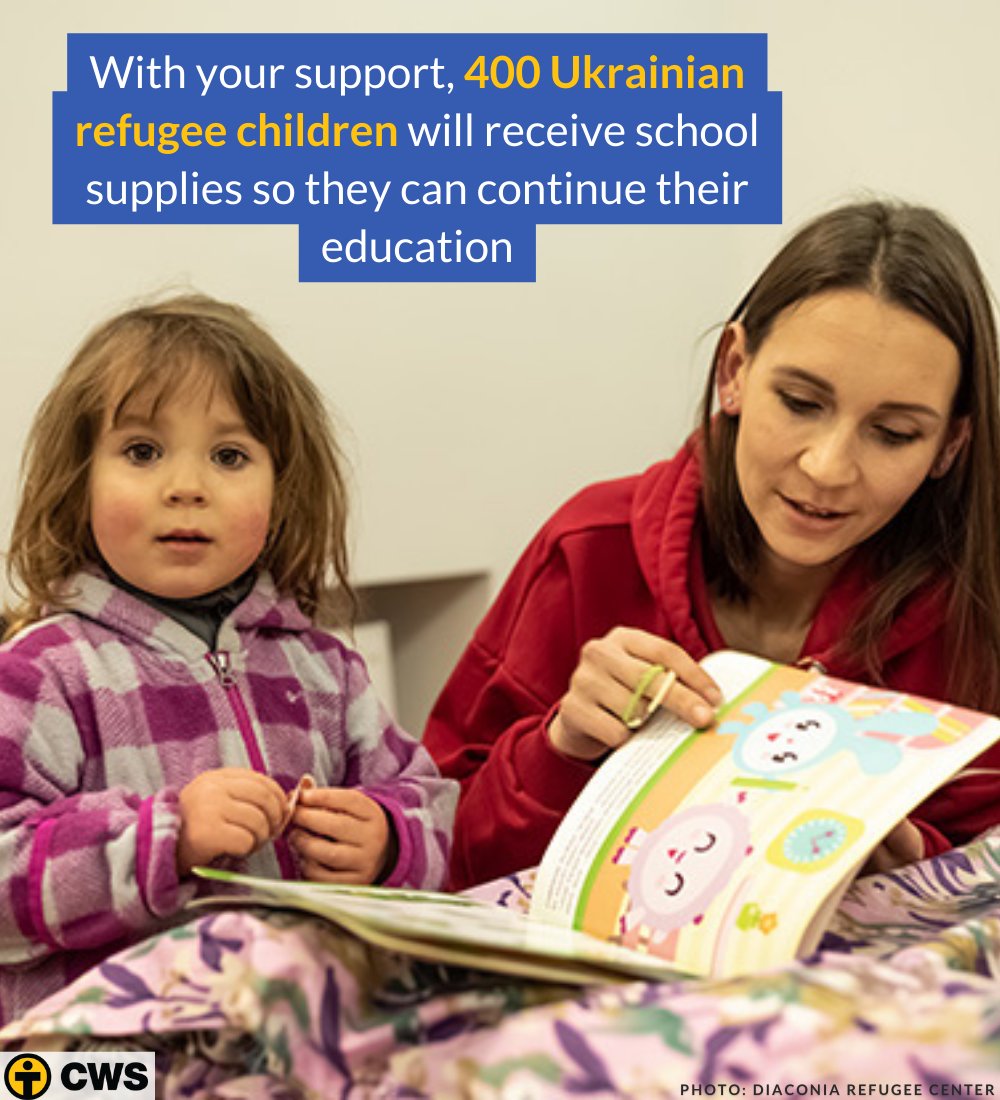 With your support, 400 Ukrainian
refugee children will receive school
supplies so they can continue their
education
CWS
PHOTO: DIACONIA REFUGEE CENTER